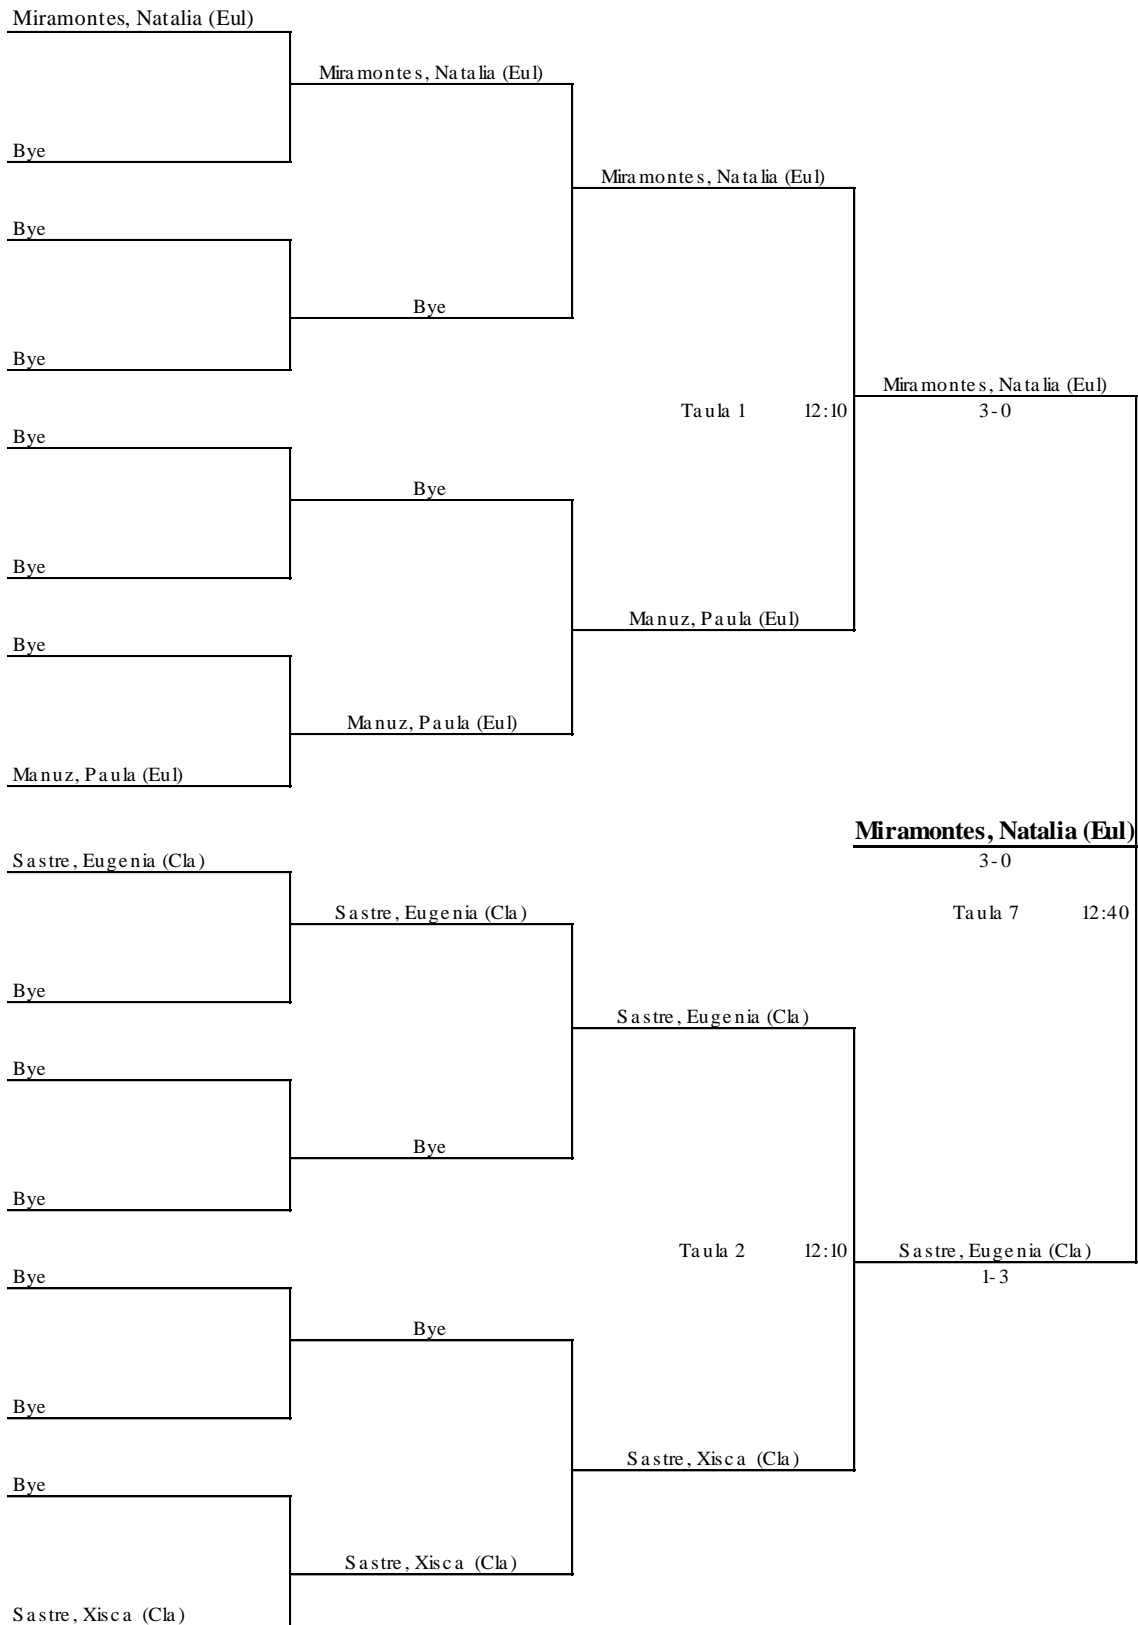 Miramontes, Natalia (Eul)
Miramontes, Natalia (Eul)
Bye
Miramontes, Natalia (Eul)
Bye
Bye
Bye
Miramontes, Natalia (Eul)
Taula 1 12:10 3-0
Bye
Bye
Bye
Manuz, Paula (Eul)
Bye
Manuz, Paula (Eul)
Manuz, Paula (Eul)
Miramontes, Natalia (Eul)
Sastre, Eugenia (Cla) 3-0
Sastre, Eugenia (Cla) Taula 7 12:40
Bye
Sastre, Eugenia (Cla)
Bye
Bye
Bye
Taula 2 12:10 Sastre, Eugenia (Cla)
Bye 1-3
Bye
Bye
Sastre, Xisca (Cla)
Bye
Sastre, Xisca (Cla)
Sastre, Xisca (Cla)